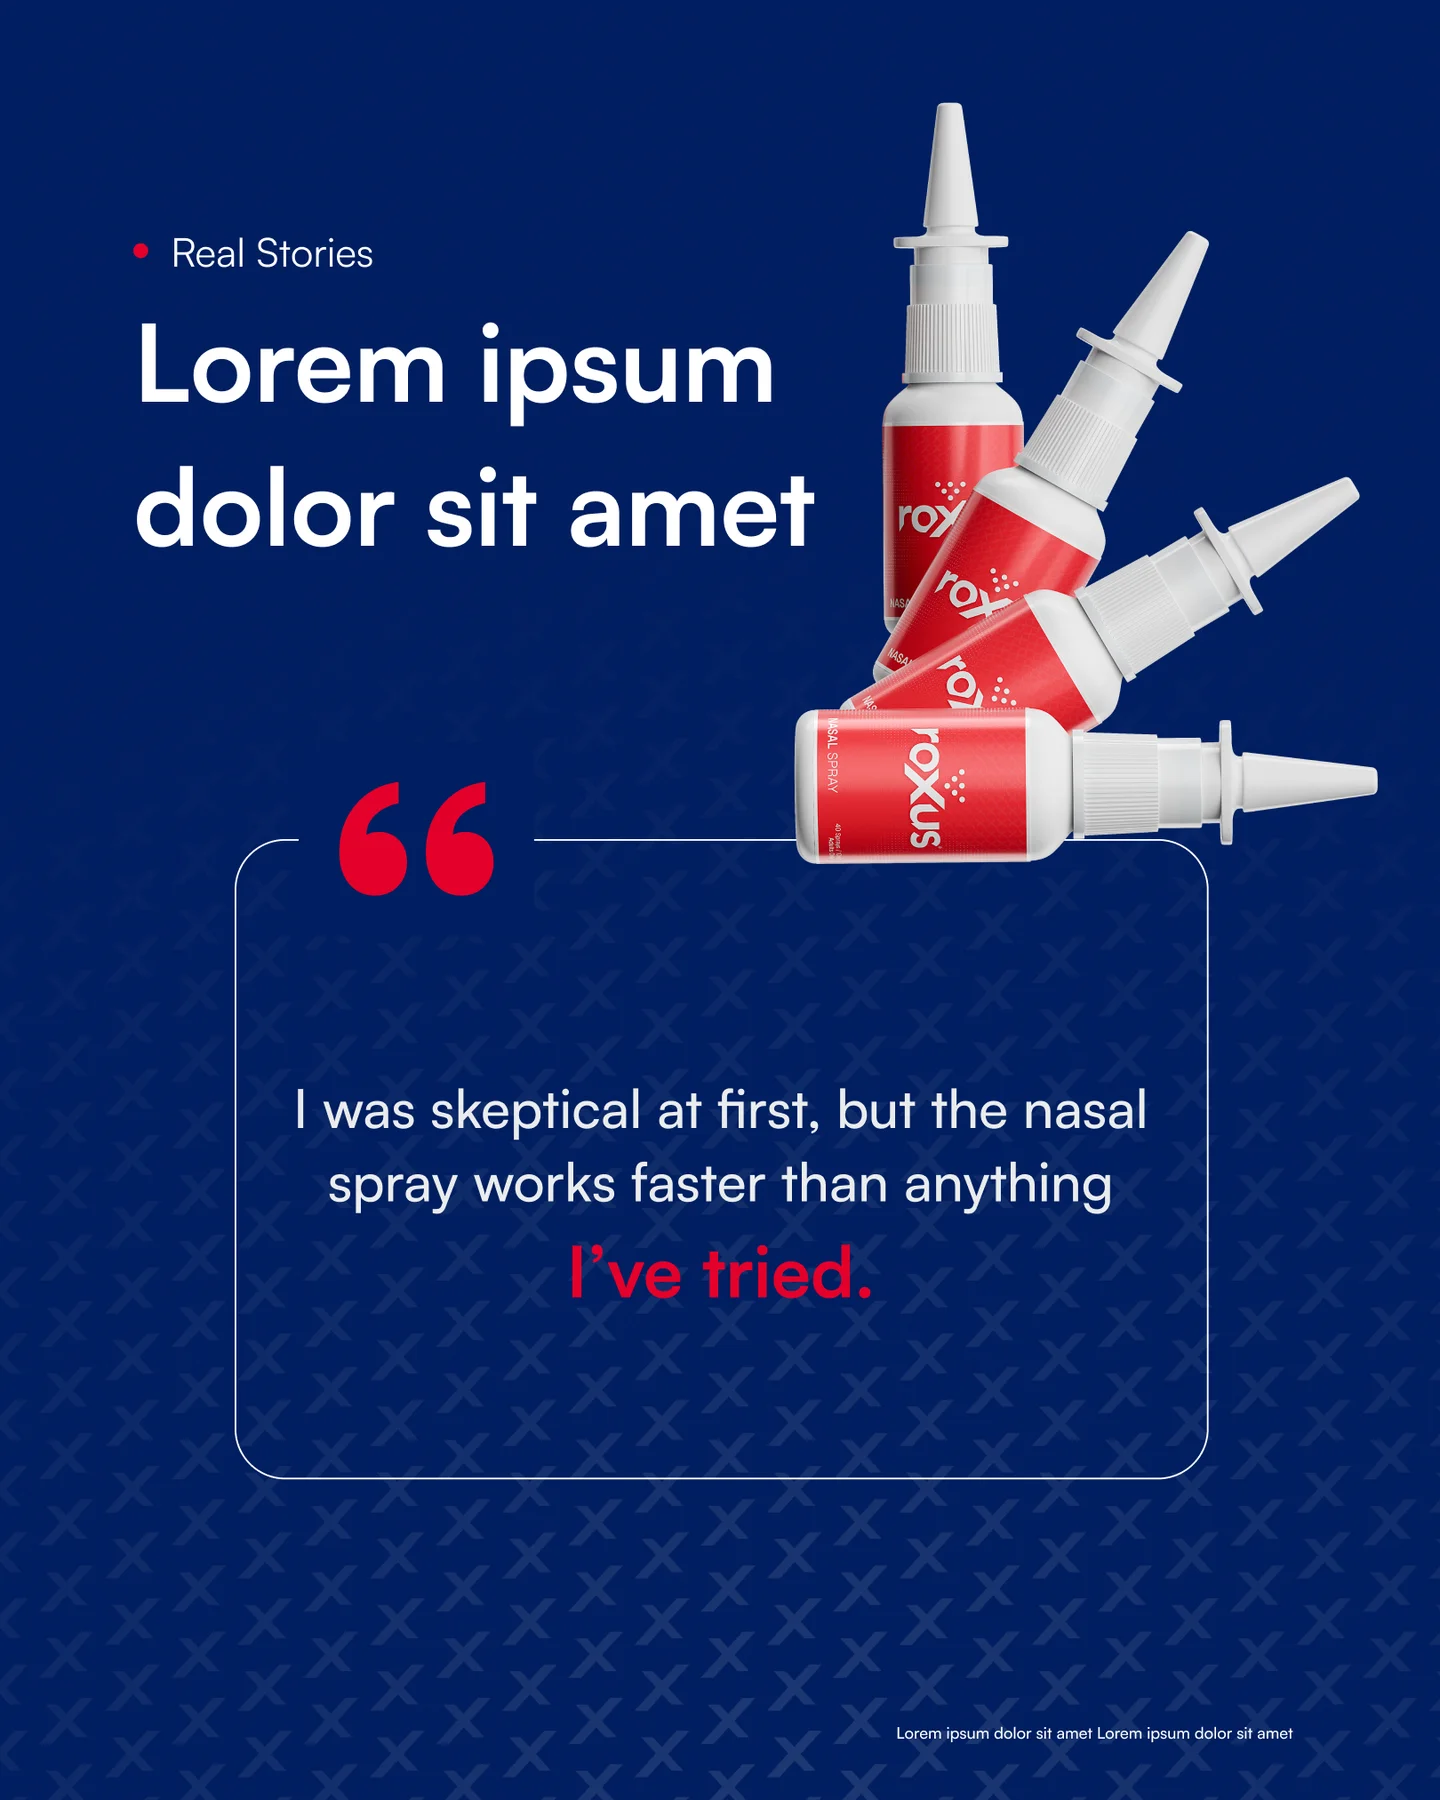 Real Stories
Lorem ipsum
dolor sit amet
roxus
NASAL SPRAY
I was skeptical at first, but the nasal
spray works faster than anything
I’ve tried.
Lorem ipsum dolor sit amet Lorem ipsum dolor sit amet